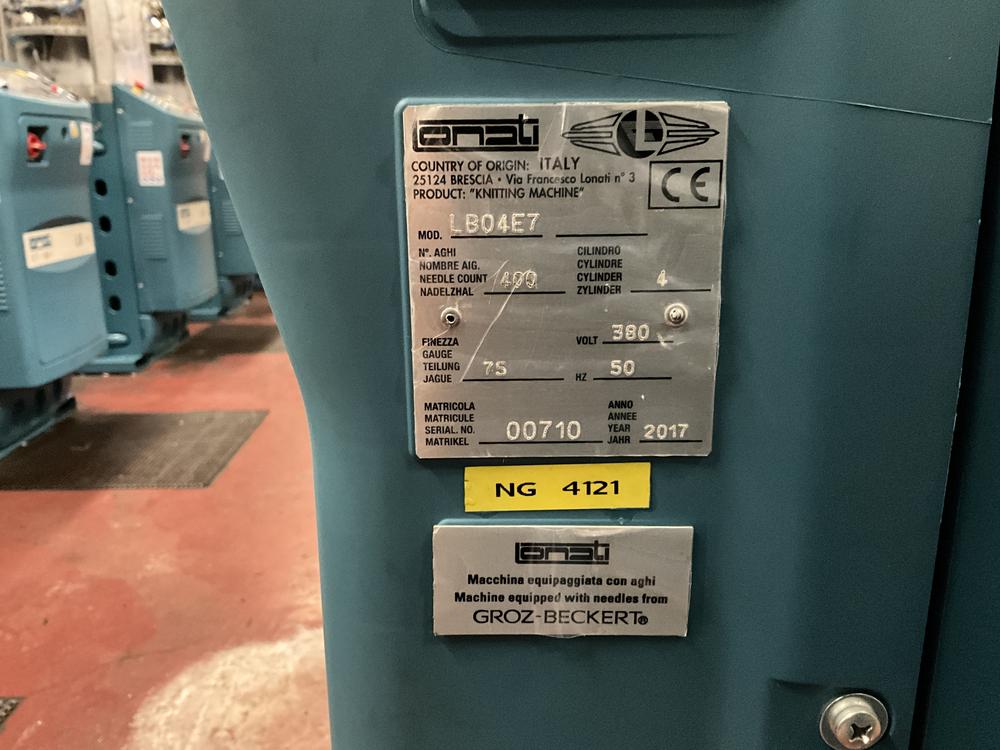 Lonati
COUNTRY OF ORIGIN: ITALY
25124 BRESCIA • Via Francesco Lonati n° 3
PRODUCT: "KNITTING MACHINE"
CE
MOD. LB04E7
N°. AGHI
NOMBRE AIG.
NEEDLE COUNT 400
NADELZHAL
CILINDRO
CYLINDRE
CYLINDER 4
ZYLINDER
FINEZZA
GAUGE
TEILUNG 75
JAGUE
VOLT 380
HZ 50
MATRICOLA
MATRICULE
SERIAL. NO. 00710
MATRIKEL
ANNO
ANNEE
YEAR 2017
JAHR
NG 4121
Lonati
Macchina equipaggiata con aghi
Machine equipped with needles from
GROZ-BECKERT®